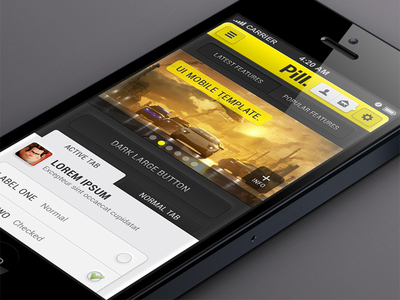 CARRIER
4:20 AM
Pill.
LATEST FEATURES
POPULAR FEATURES
UI MOBILE TEMPLATE.
INFO
DARK LARGE BUTTON
ACTIVE TAB
NORMAL TAB
LOREM IPSUM
Excepteur sint occaecat cupidatat
LABEL ONE Normal
TWO Checked